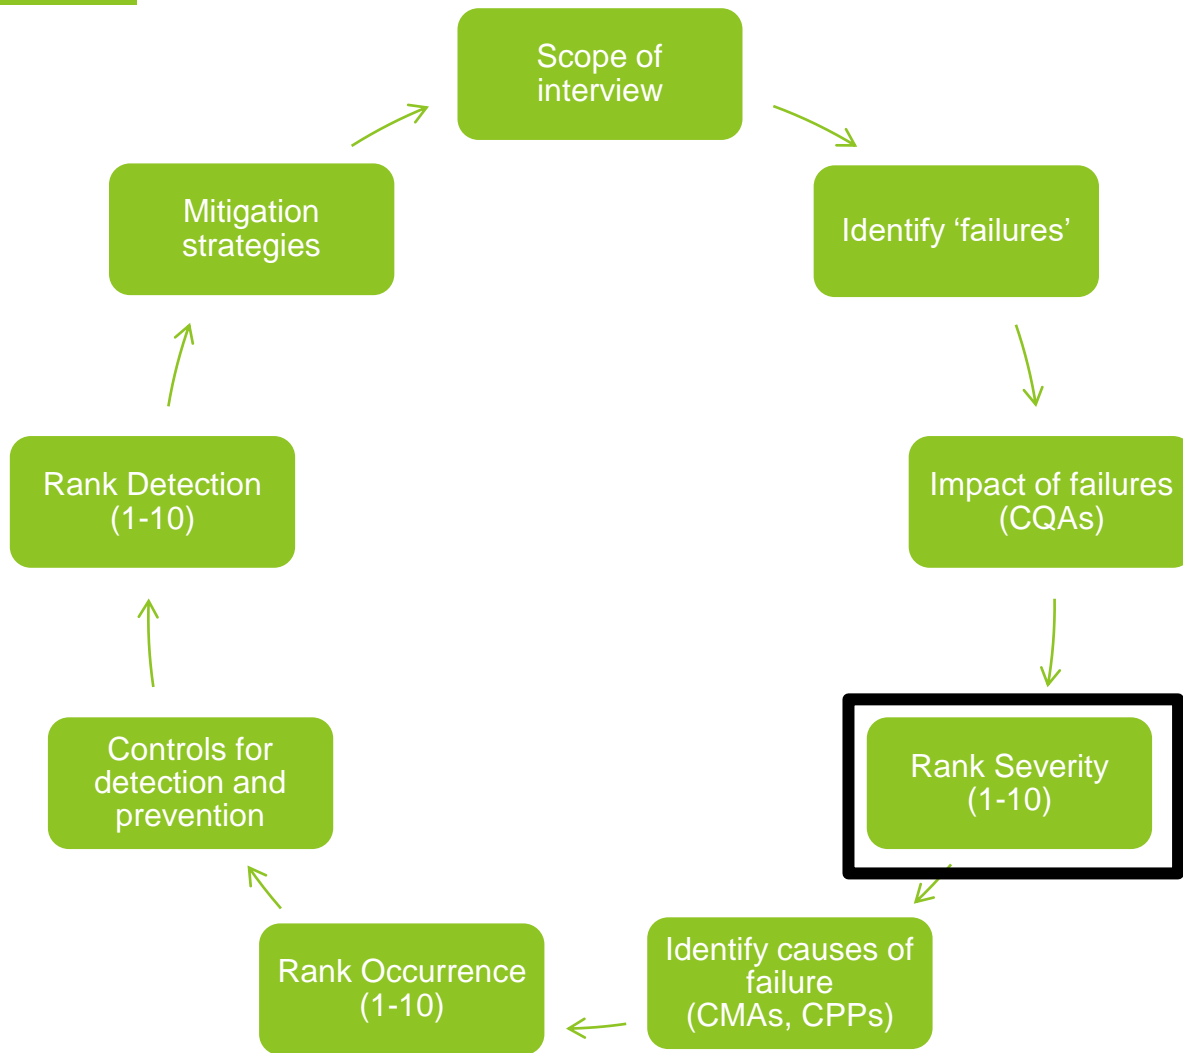 Scope of
interview
Identify ‘failures’
Impact of failures
(CQAs)
Rank Severity
(1-10)
Identify causes of
failure
(CMAs, CPPs)
Rank Occurrence
(1-10)
Controls for
detection and
prevention
Rank Detection
(1-10)
Mitigation
strategies